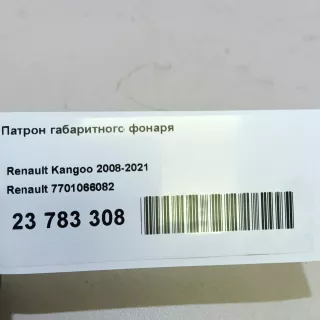 Патрон габаритного фонаря
Renault Kangoo 2008-2021
Renault 7701066082
23 783 308